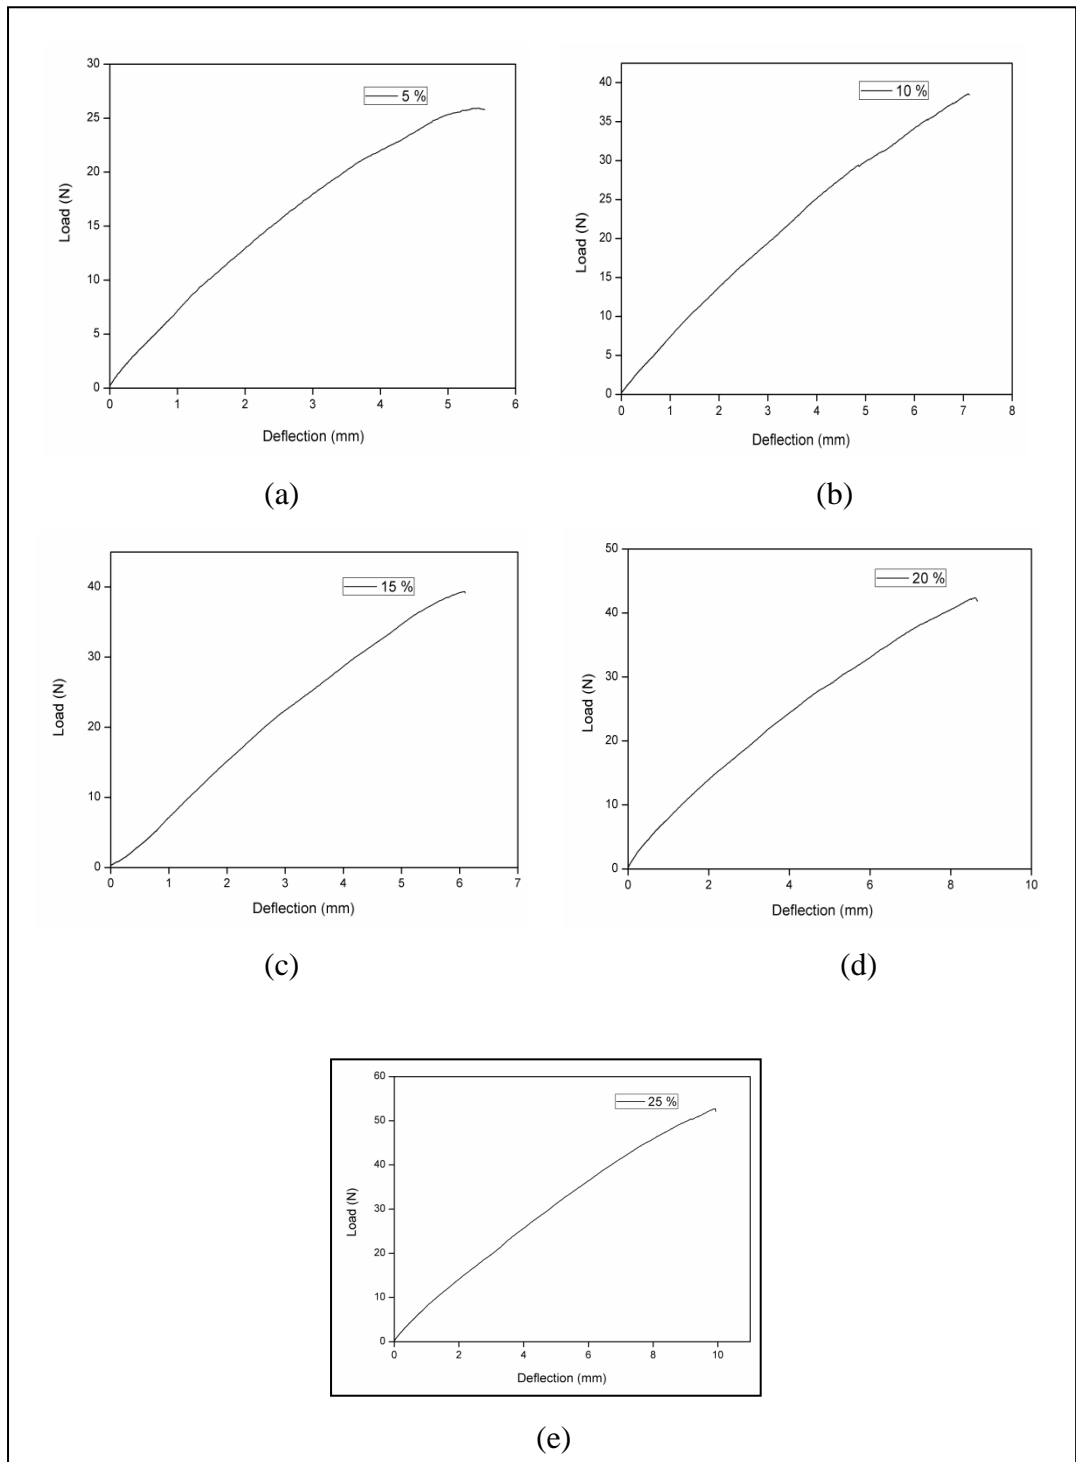 30
25
20
15
10
5
0
Load (N)
5 %
0 1 2 3 4 5 6
Deflection (mm)
(a)
40
35
30
25
20
15
10
5
0
Load (N)
10 %
0 1 2 3 4 5 6 7 8
Deflection (mm)
(b)
40
30
20
10
0
Load (N)
15 %
0 1 2 3 4 5 6 7
Deflection (mm)
(c)
50
40
30
20
10
0
Load (N)
20 %
0 2 4 6 8 10
Deflection (mm)
(d)
60
50
40
30
20
10
0
Load (N)
25 %
0 2 4 6 8 10
Deflection (mm)
(e)